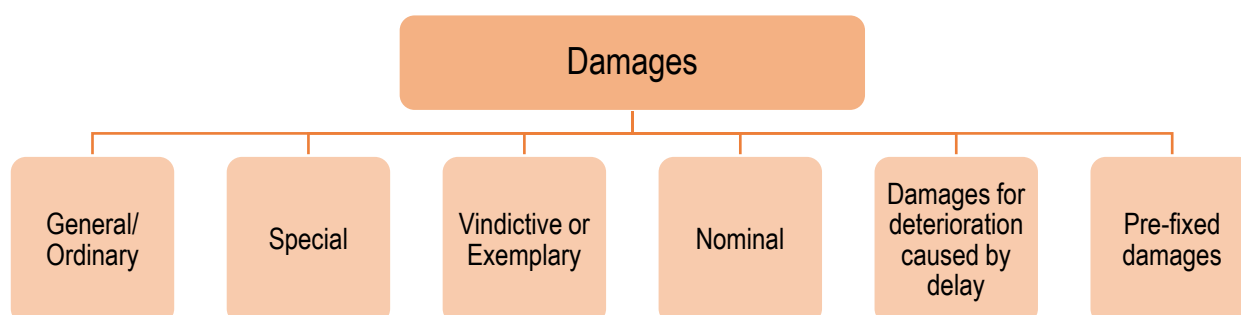 Damages
General/
Ordinary
Special
Vindictive or
Exemplary
Nominal
Damages for
deterioration
caused by
delay
Pre-fixed
damages